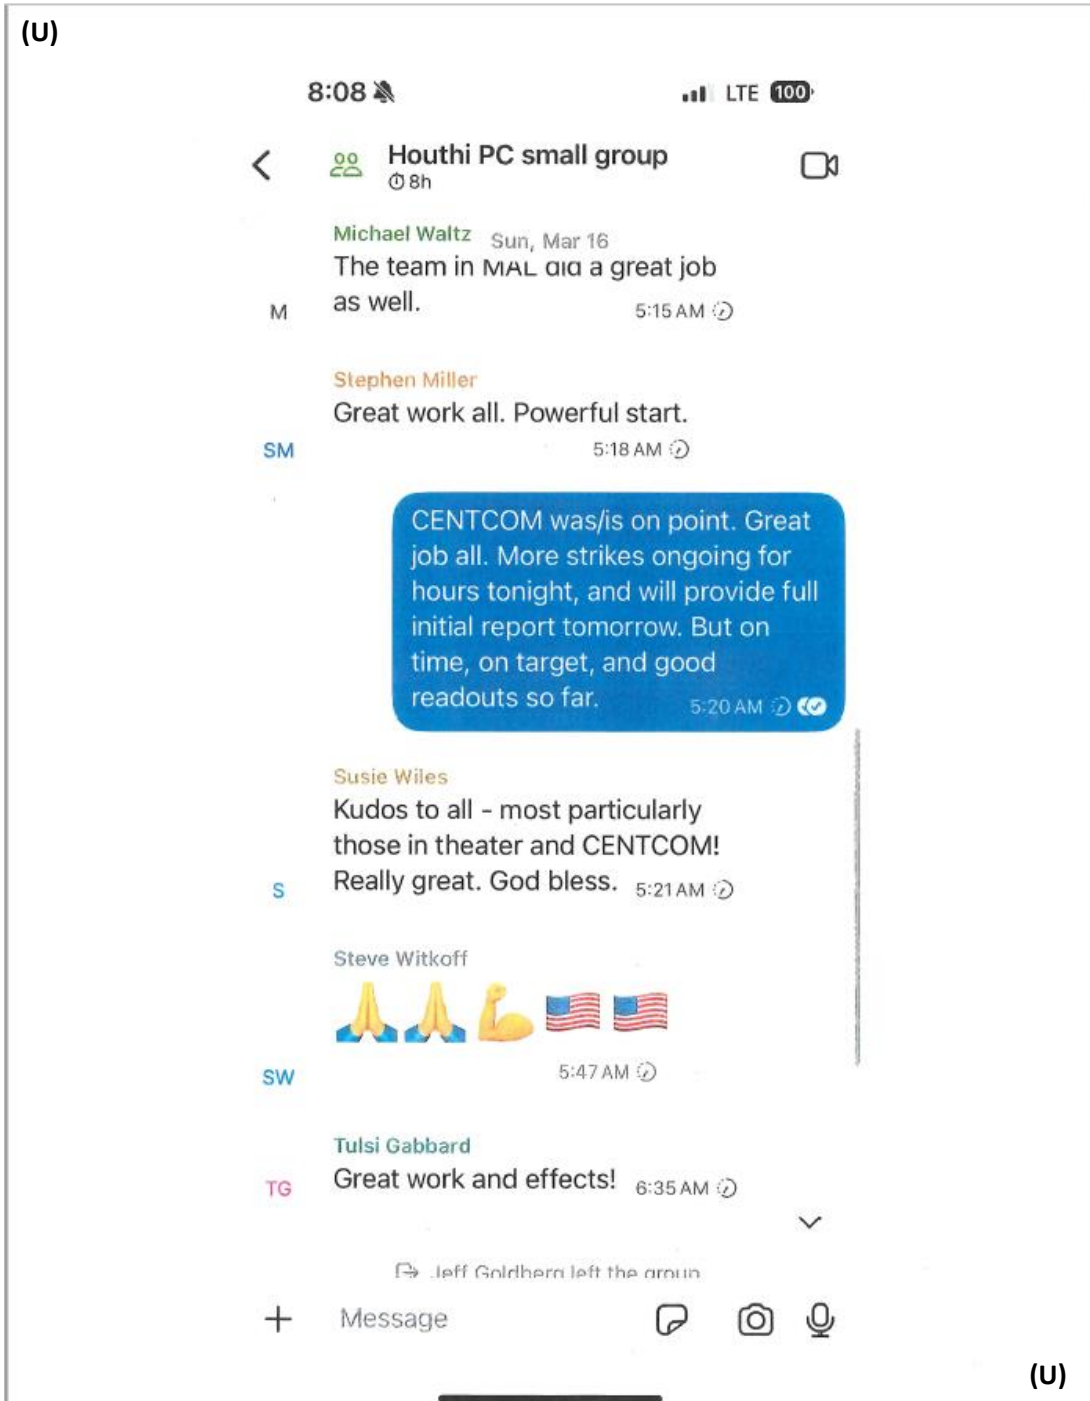 (U)
8:08
LTE 100
Houthi PC small group
8h
Michael Waltz
Sun, Mar 16
The team in MAL did a great job
as well.
5:15 AM
M
Stephen Miller
Great work all. Powerful start.
5:18 AM
SM
CENTCOM was/is on point. Great
job all. More strikes ongoing for
hours tonight, and will provide full
initial report tomorrow. But on
time, on target, and good
readouts so far.
5:20 AM
Susie Wiles
Kudos to all - most particularly
those in theater and CENTCOM!
Really great. God bless.
5:21 AM
S
Steve Witkoff
🙏🙏💪🇺🇸🇺🇸
5:47 AM
SW
Tulsi Gabbard
Great work and effects!
6:35 AM
TG
Jeff Goldberg left the group
Message
(U)